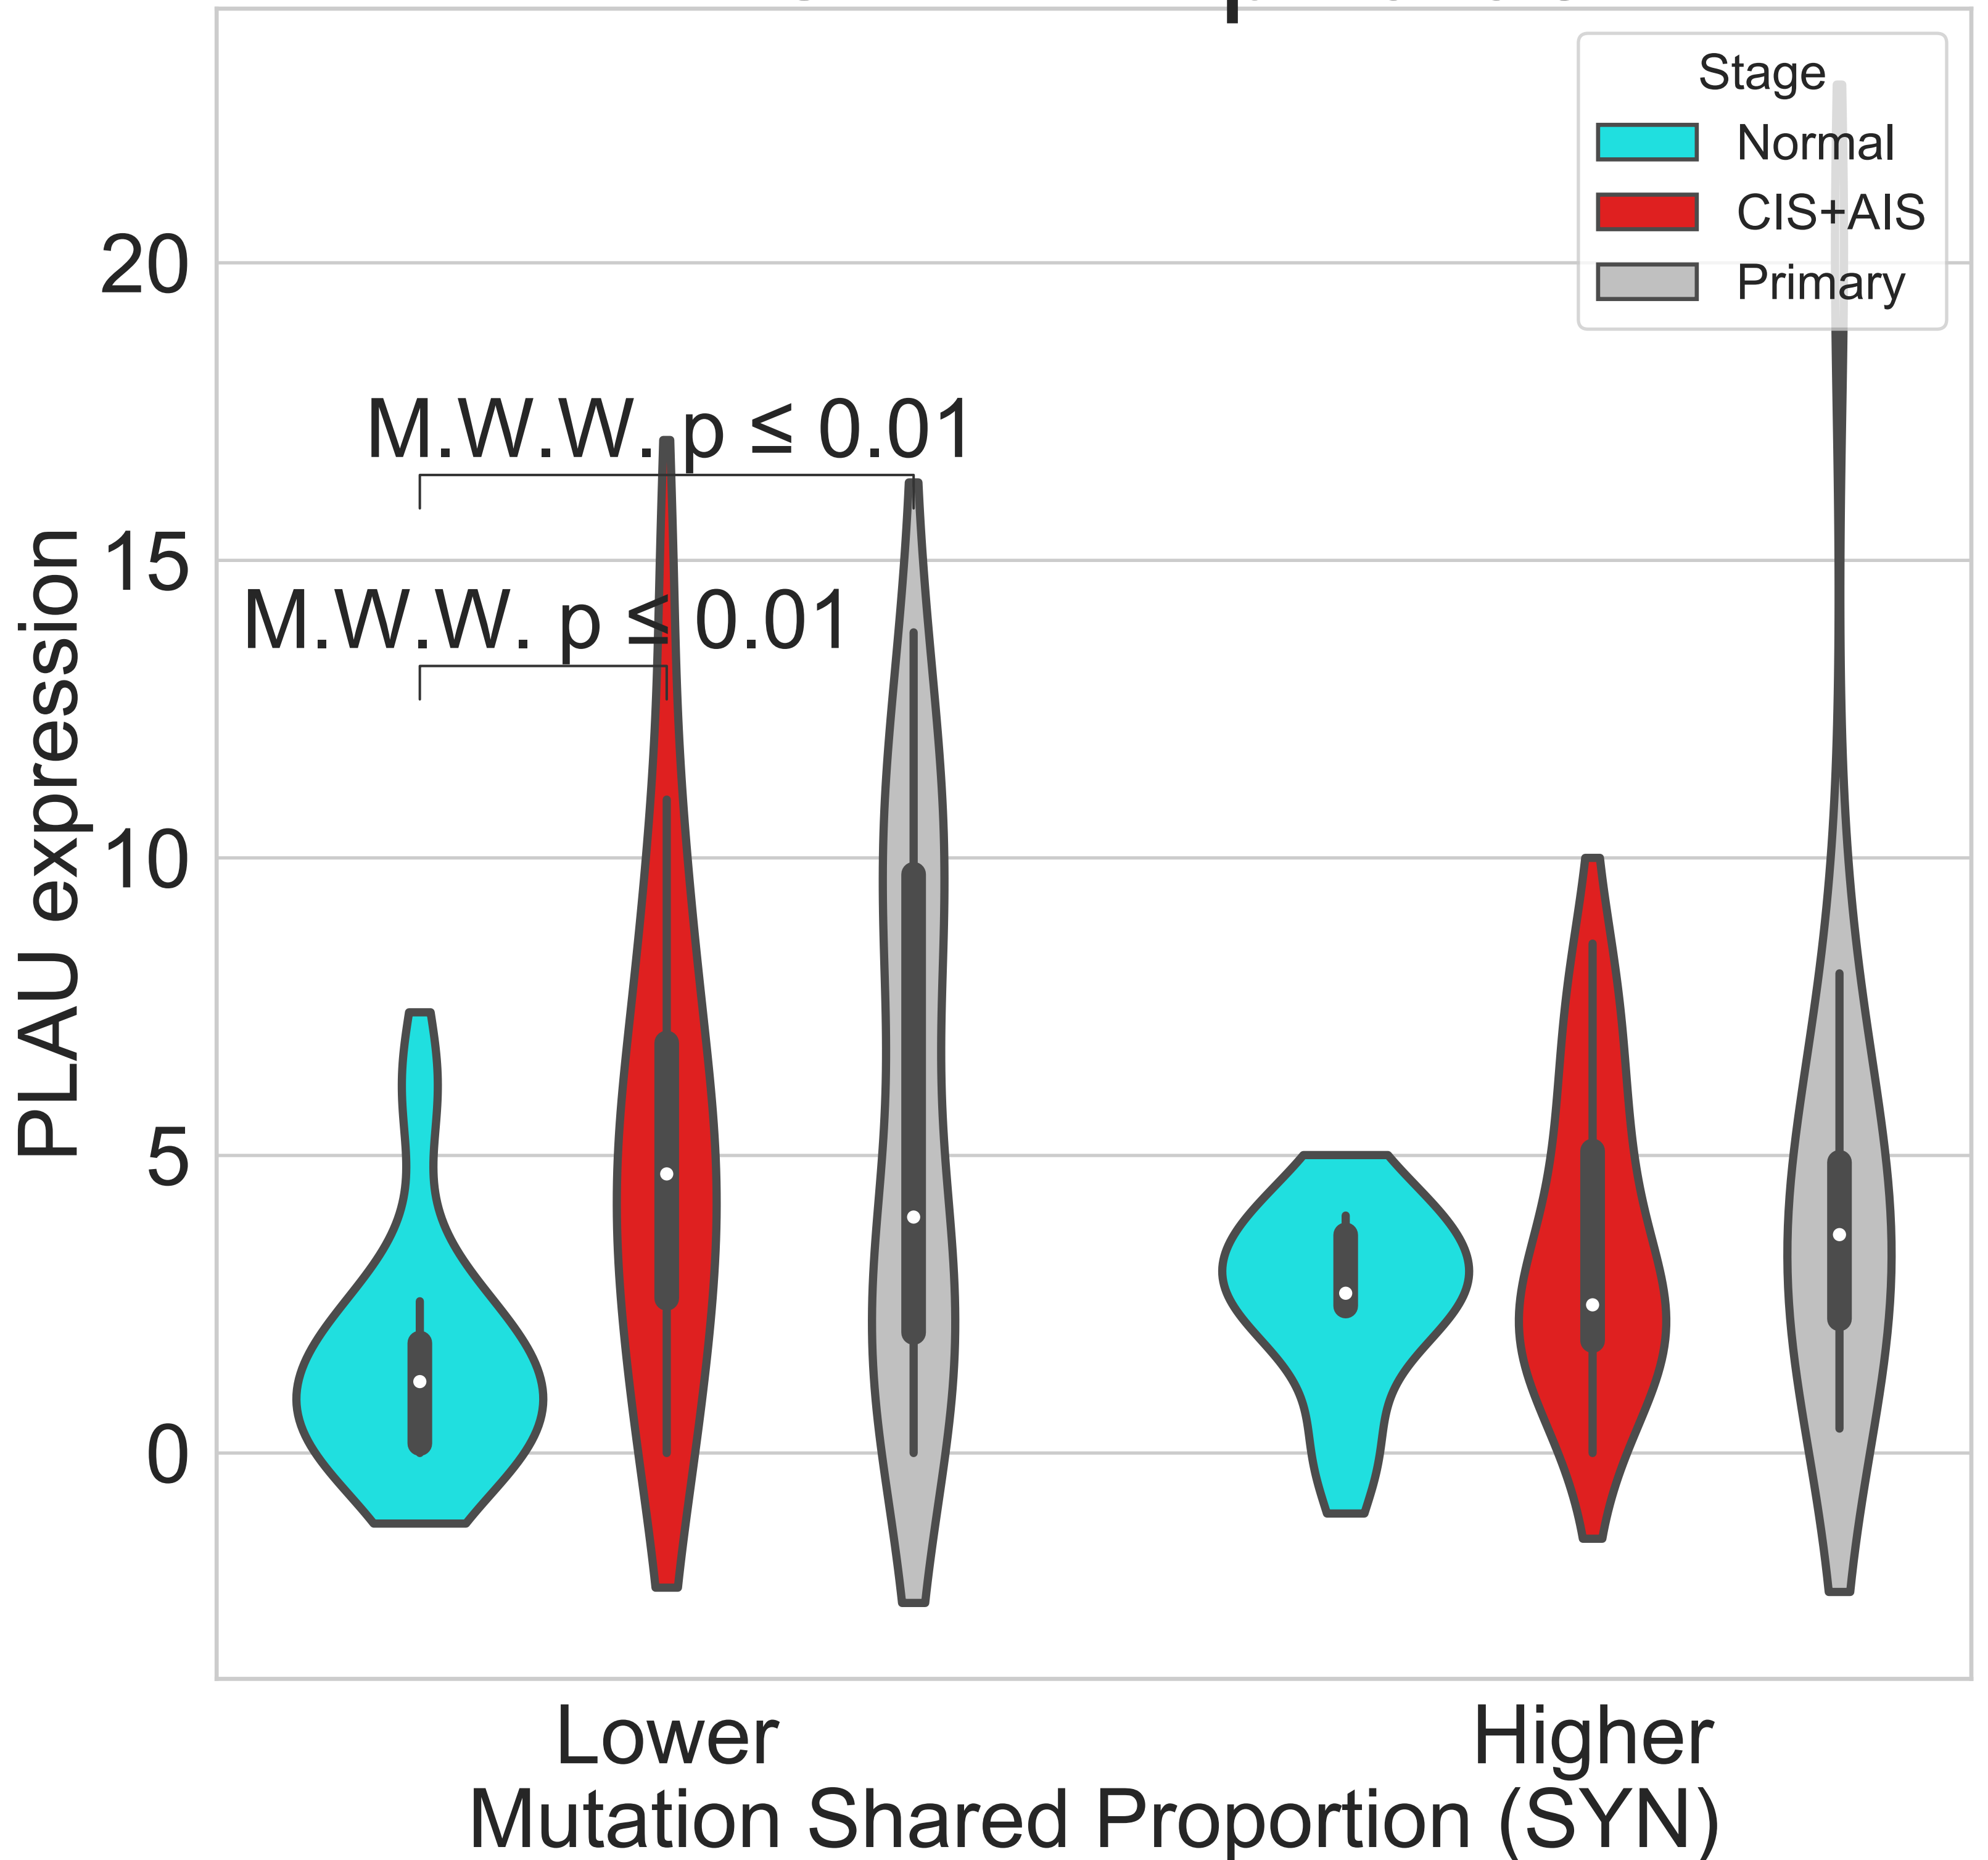 Stage
Normal
CIS+AIS
Primary
20
15
10
5
0
PLAU expression
M.W.W. p ≤ 0.01
M.W.W. p ≤ 0.01
Lower
Higher
Mutation Shared Proportion (SYN)